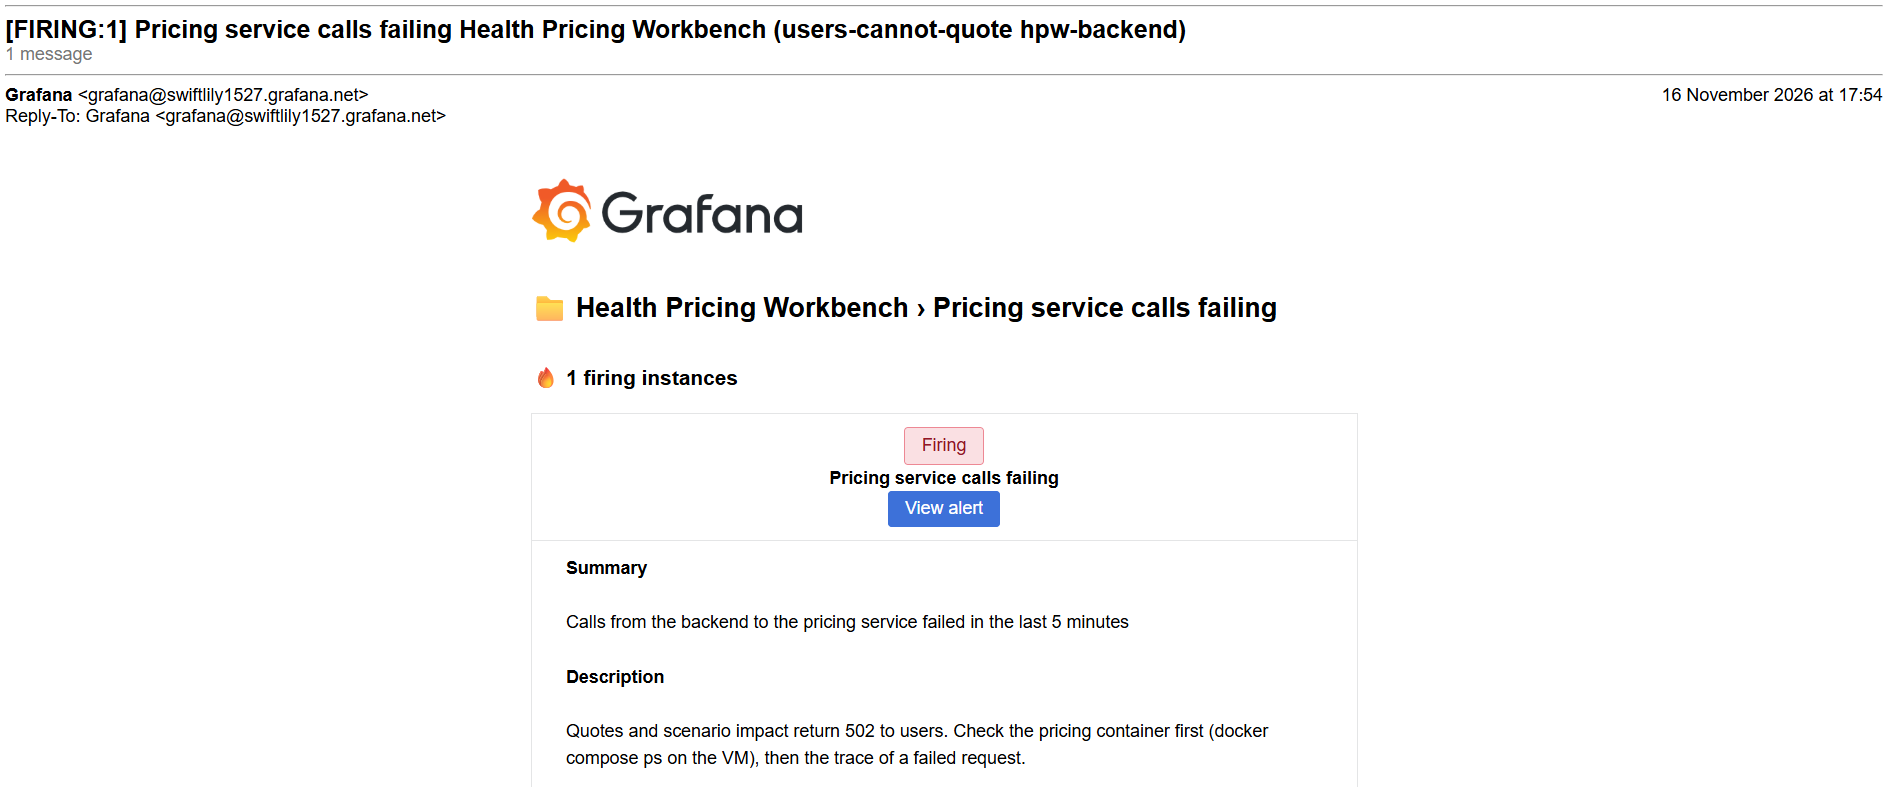 [FIRING:1] Pricing service calls failing Health Pricing Workbench (users-cannot-quote hpw-backend)
1 message
Grafana <grafana@swiftlily1527.grafana.net>
16 November 2026 at 17:54
Reply-To: Grafana <grafana@swiftlily1527.grafana.net>
Grafana
Health Pricing Workbench › Pricing service calls failing
1 firing instances
Firing
Pricing service calls failing
View alert
Summary
Calls from the backend to the pricing service failed in the last 5 minutes
Description
Quotes and scenario impact return 502 to users. Check the pricing container first (docker
compose ps on the VM), then the trace of a failed request.